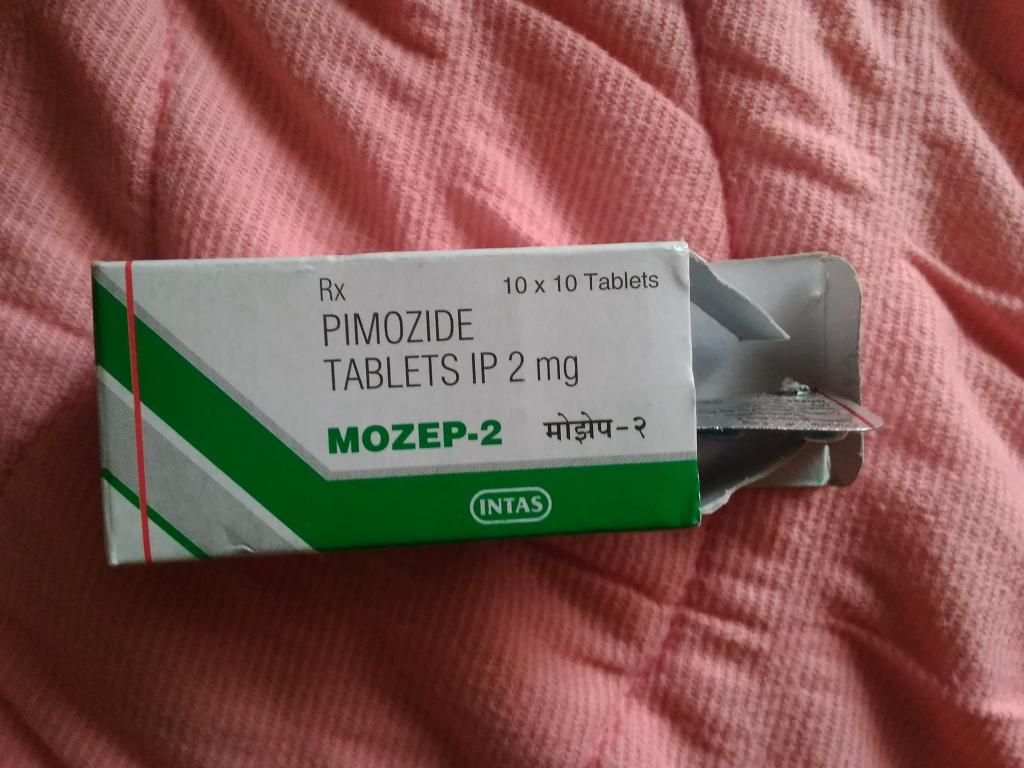 Rx
10 x 10 Tablets
PIMOZIDE
TABLETS IP 2 mg
MOZEP-2 मोझेप-२
INTAS